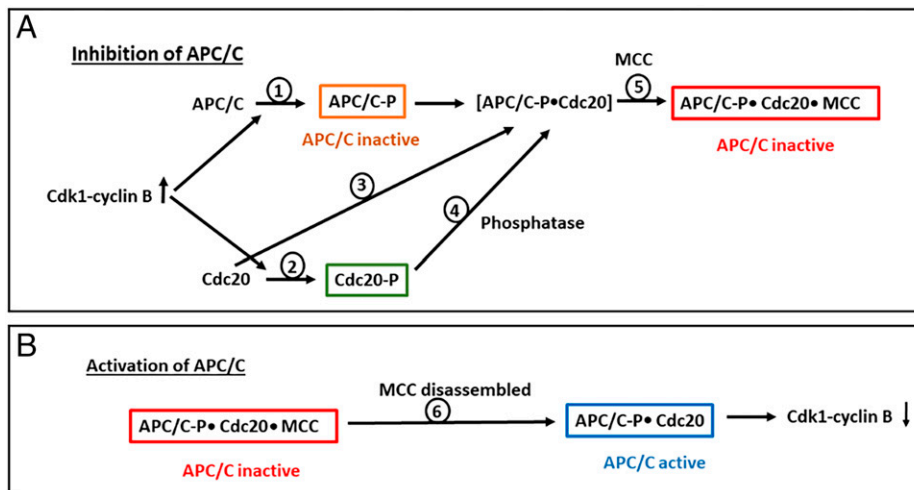 A
Inhibition of APC/C
MCC
1
5
APC/C
APC/C-P
[APC/C-P•Cdc20]
APC/C-P• Cdc20• MCC
APC/C inactive
APC/C inactive
3
Cdk1-cyclin B
4
Phosphatase
2
Cdc20
Cdc20-P
B
Activation of APC/C
MCC disassembled
6
APC/C-P• Cdc20 • MCC
APC/C-P• Cdc20
Cdk1-cyclin B
APC/C inactive
APC/C active